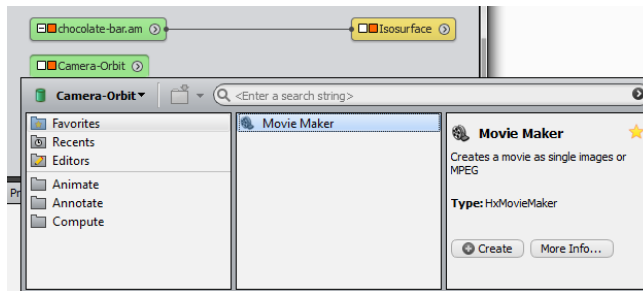 chocolate-bar.am
Isosurface
Camera-Orbit
Camera-Orbit
<Enter a search string>
Favorites
Recents
Editors
Animate
Annotate
Compute
Movie Maker
Movie Maker
Creates a movie as single images or
MPEG
Type: HxMovieMaker
Create
More Info...
Pr